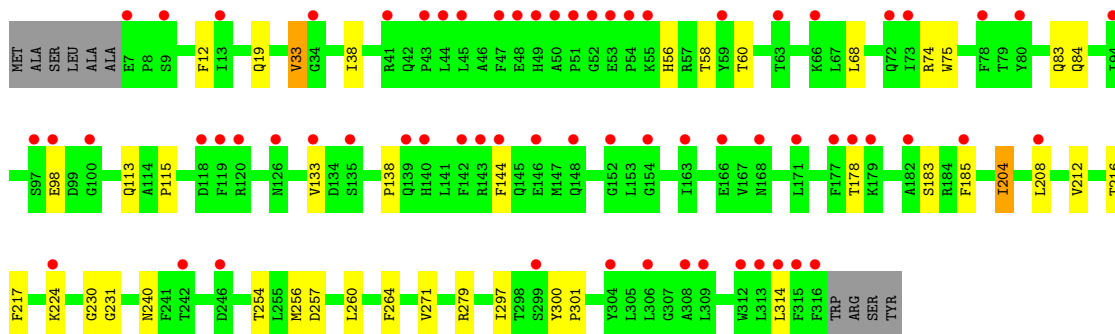 MET ALA SER LEU ALA ALA E7 P8 S9 F12 I13 Q19 V33 G34 I38 R41 Q42 P43 L44 L45 A46 F47 E48 H49 A50 P51 G52 E53 P54 K55 H56 R57 T58 Y59 T60 T63 K66 L67 L68 Q72 I73 R74 W75 F78 T79 Y80 Q83 Q84
S97 E98 D99 G100 Q113 A114 P115 D118 F119 R120 N126 V133 D134 S135 P138 Q139 H140 L141 F142 R143 F144 Q145 E146 M147 Q148 G152 L153 G154 I163 E166 V167 N168 L171 F177 T178 K179 A182 S183 R184 F185 I204 L208 V212
F217 K224 G230 G231 N240 F241 T242 D246 T254 L255 M256 D257 L260 F264 V271 R279 I297 T298 S299 Y300 P301 Y304 L305 L306 G307 A308 L309 W312 L313 L314 F315 F316 TRP ARG SER TYR